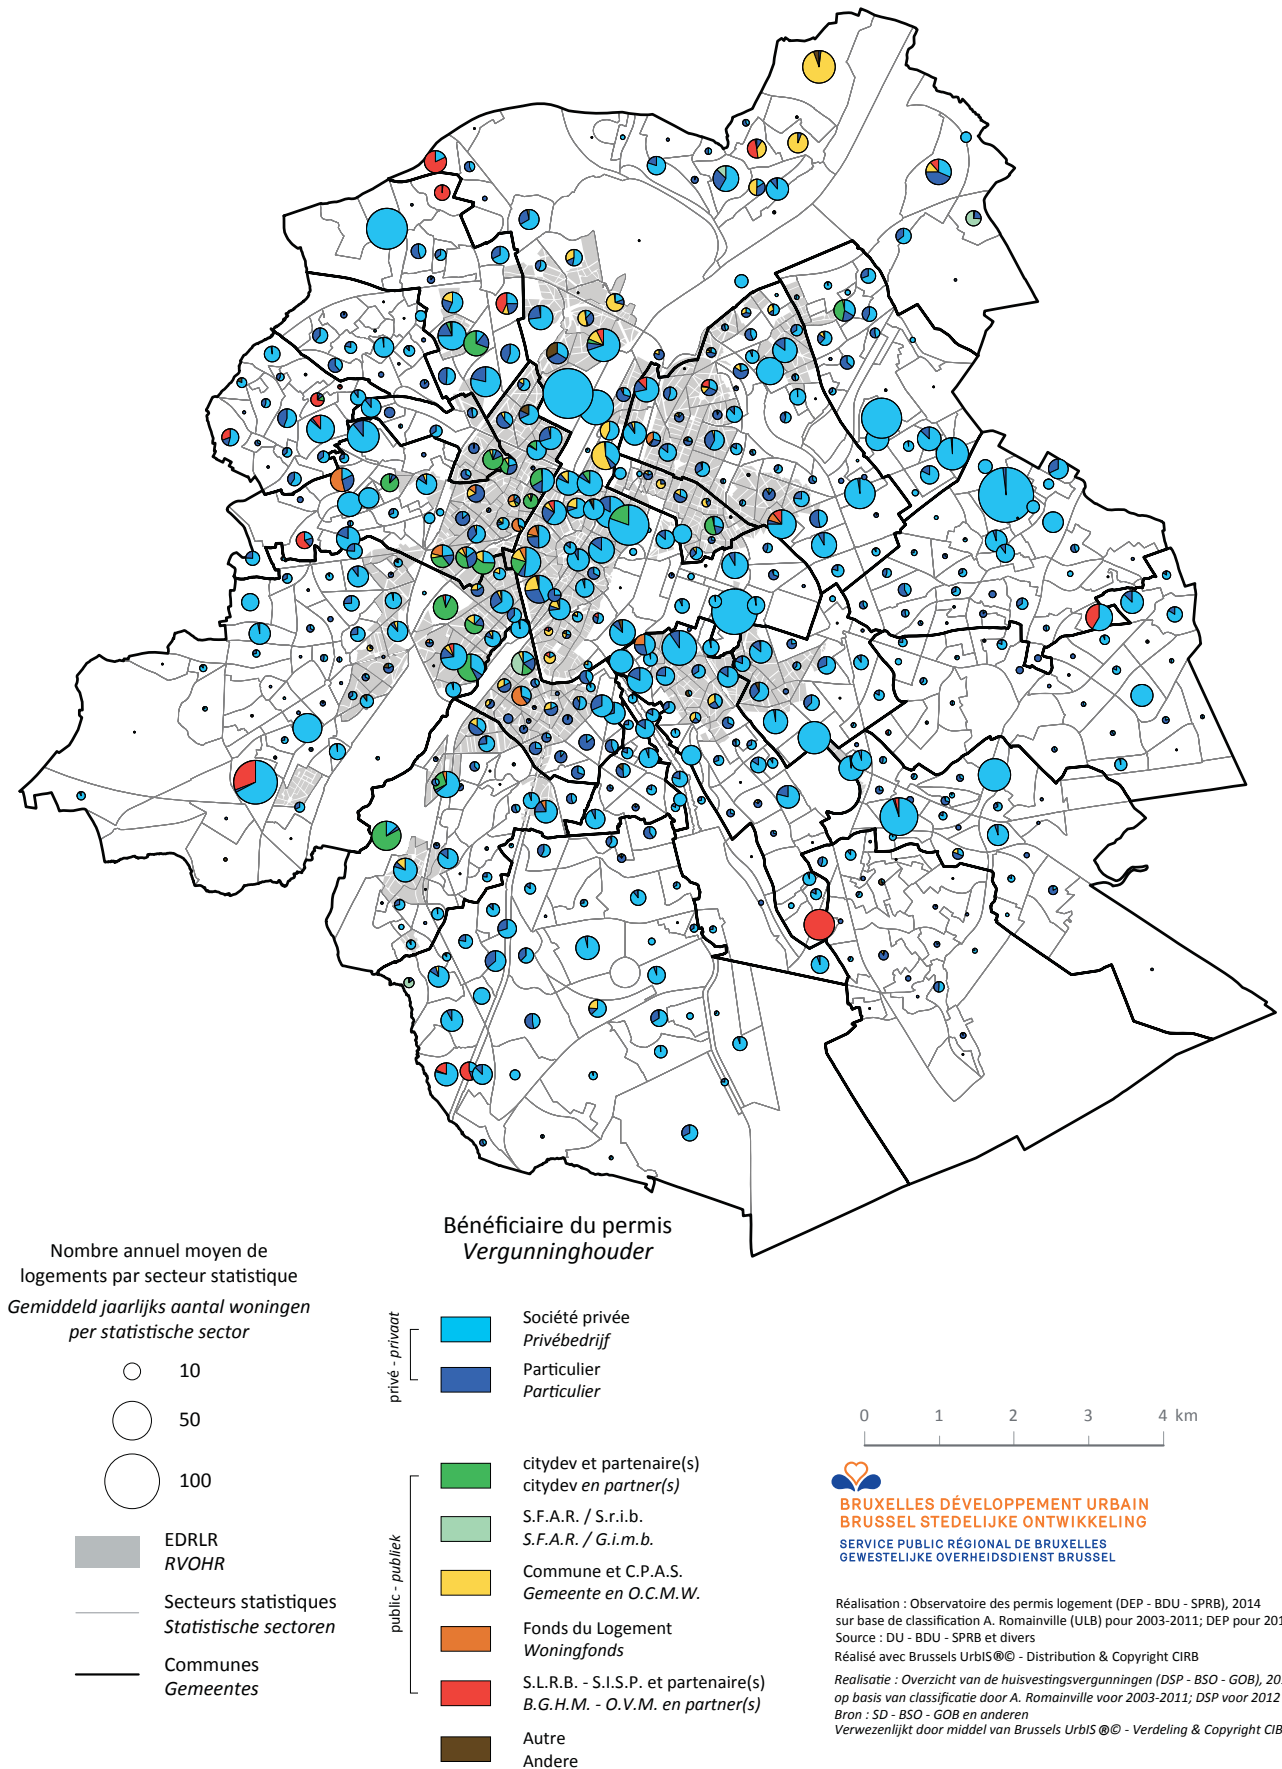 Bénéficiaire du permis
Vergunninghouder
Nombre annuel moyen de
logements par secteur statistique
Gemiddeld jaarlijks aantal woningen
per statistische sector
10
50
100
EDRLR
RVOHR
Secteurs statistiques
Statistische sectoren
Communes
Gemeentes
privé - privaat
Société privée
Privébedrijf
Particulier
Particulier
public - publiek
citydev et partenaire(s)
citydev en partner(s)
S.F.A.R. / S.r.i.b.
S.F.A.R. / G.i.m.b.
Commune et C.P.A.S.
Gemeente en O.C.M.W.
Fonds du Logement
Woningfonds
S.L.R.B. - S.I.S.P. et partenaire(s)
B.G.H.M. - O.V.M. en partner(s)
Autre
Andere
0 1 2 3 4 km
BRUXELLES DÉVELOPPEMENT URBAIN
BRUSSEL STEDELIJKE ONTWIKKELING
SERVICE PUBLIC RÉGIONAL DE BRUXELLES
GEWESTELIJKE OVERHEIDSDIENST BRUSSEL
Réalisation : Observatoire des permis logement (DEP - BDU - SPRB), 2014
sur base de classification A. Romainville (ULB) pour 2003-2011; DEP pour 201
Source : DU - BDU - SPRB et divers
Réalisé avec Brussels UrbIS®© - Distribution & Copyright CIRB
Realisatie : Overzicht van de huisvestingsvergunningen (DSP - BSO - GOB), 20
op basis van classificatie door A. Romainville voor 2003-2011; DSP voor 2012
Bron : SD - BSO - GOB en anderen
Verwezenlijkt door middel van Brussels UrbIS ®© - Verdeling & Copyright CIB